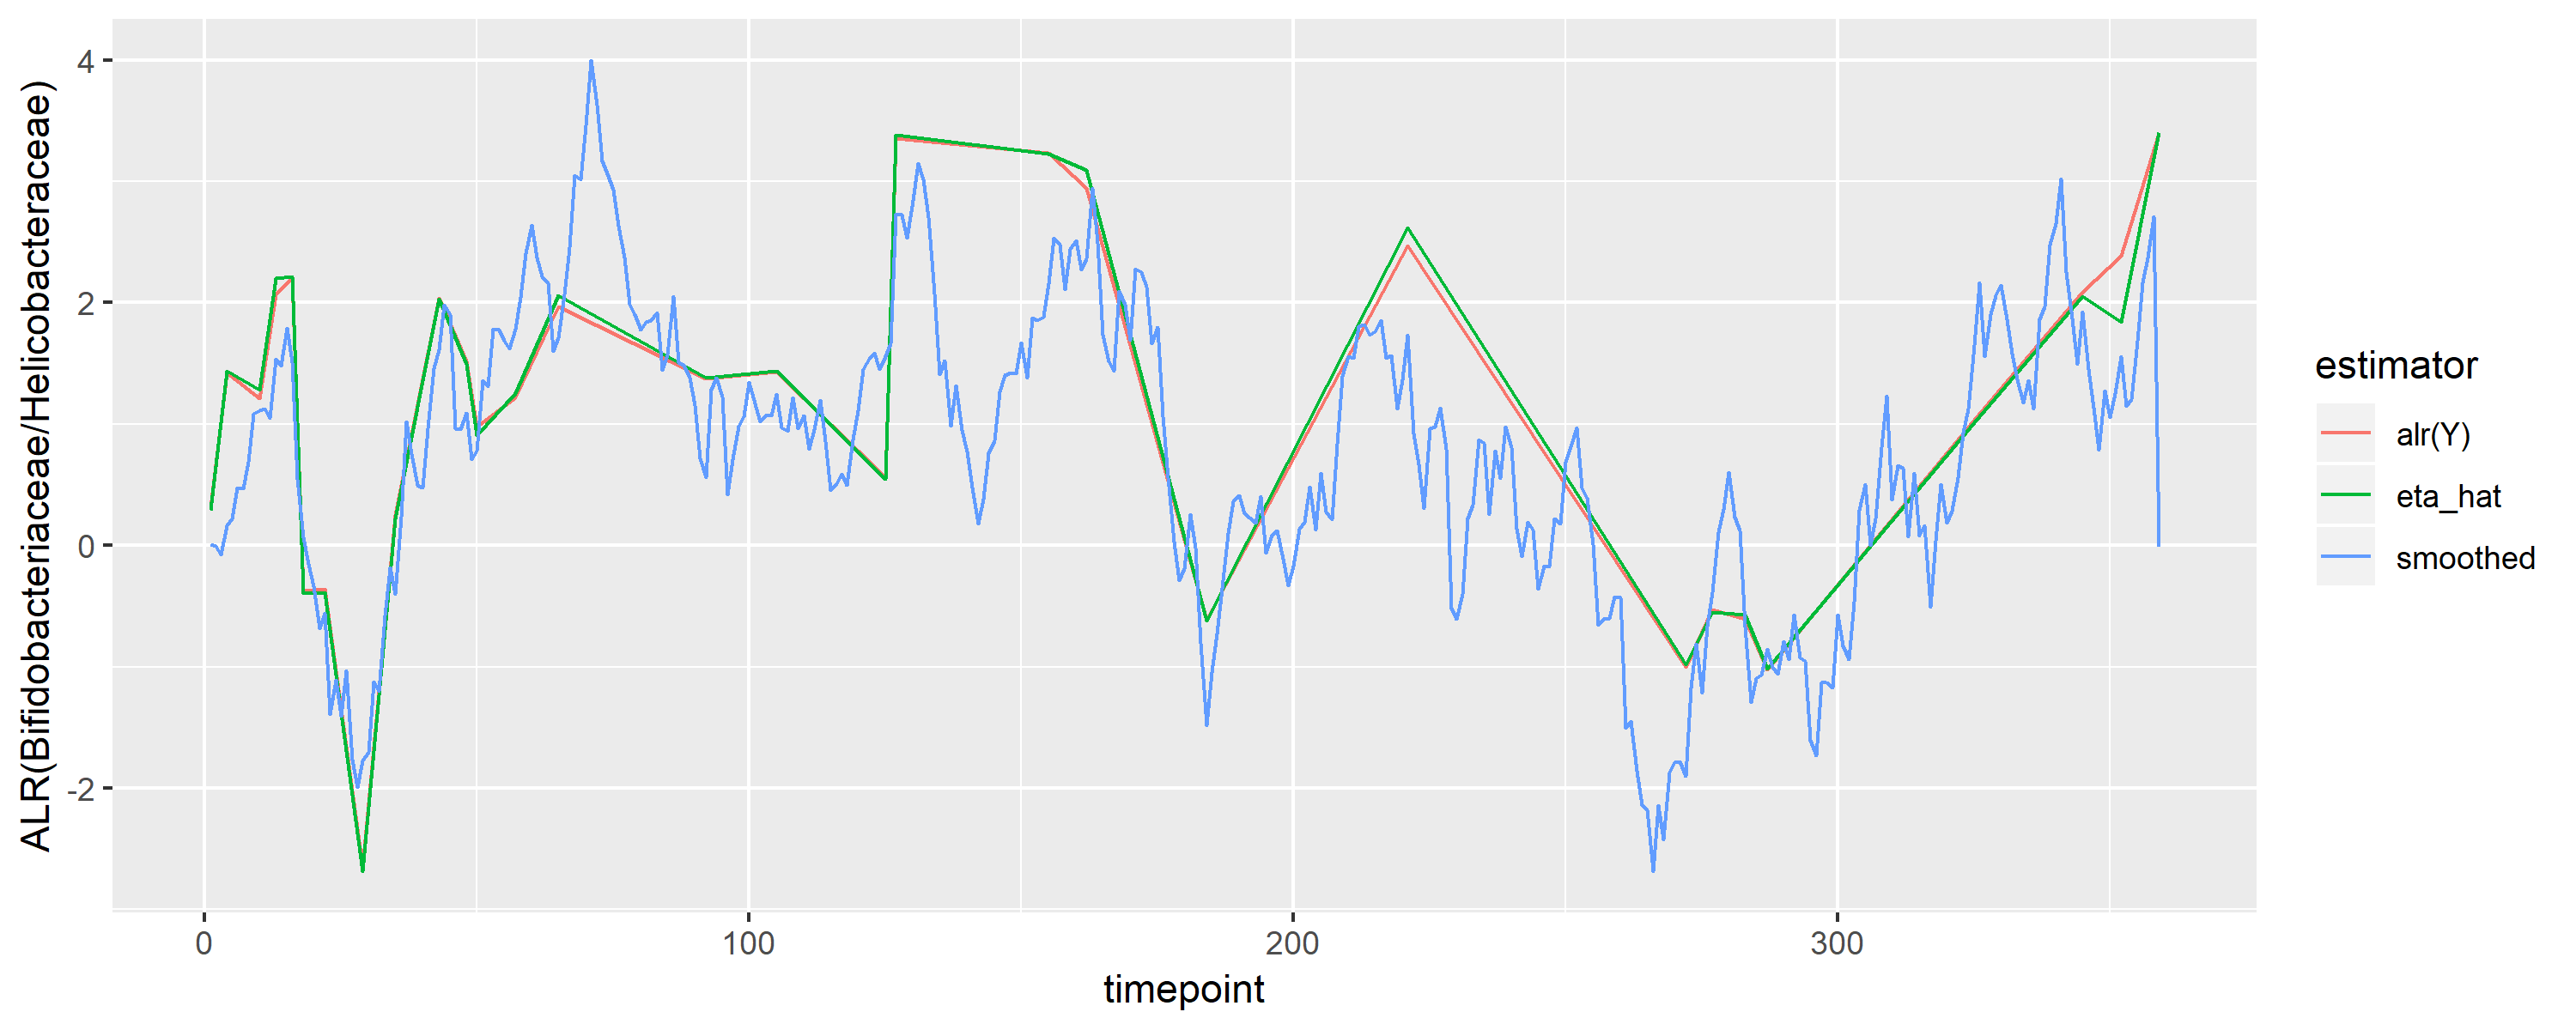 ALR(Bifidobacteriaceae/Helicobacteraceae)
4
2
0
-2
0 100 200 300
timepoint
estimator
alr(Y)
eta_hat
smoothed